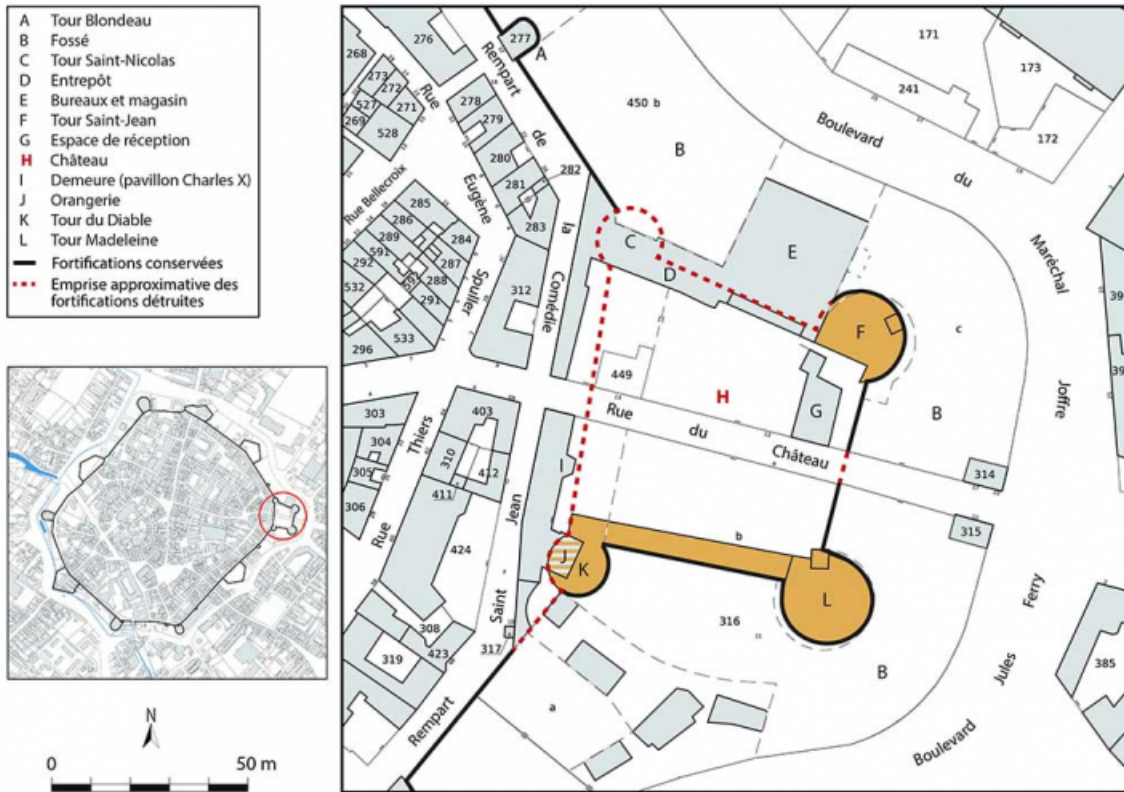 A Tour Blondeau
B Fossé
C Tour Saint-Nicolas
D Entrepôt
E Bureaux et magasin
F Tour Saint-Jean
G Espace de réception
H Château
I Demeure (pavillon Charles X)
J Orangerie
K Tour du Diable
L Tour Madeleine
Fortifications conservées
Emprise approximative des
fortifications détruites
N
0 50 m
276
277
A
171
173
268
273
272
271
527
269
528
Rue
Rempart
278
279
450 b
241
172
B
Boulevard
du
de
280
281
282
283
Rue Bellecroix
Eugène
285
286
289
284
591
292
287
288
532
291
592
Spuller
la
Comédie
312
C
D
E
Maréchal
c
F
296
533
449
H
G
B
Joffre
39
39
Rue
du
Château
303
304
305
306
Thiers
403
310
412
411
I
314
315
Rue
424
Jean
b
J
K
L
Saint
308
423
319
317
316
B
Ferry
Jules
385
Rempart
a
Boulevard